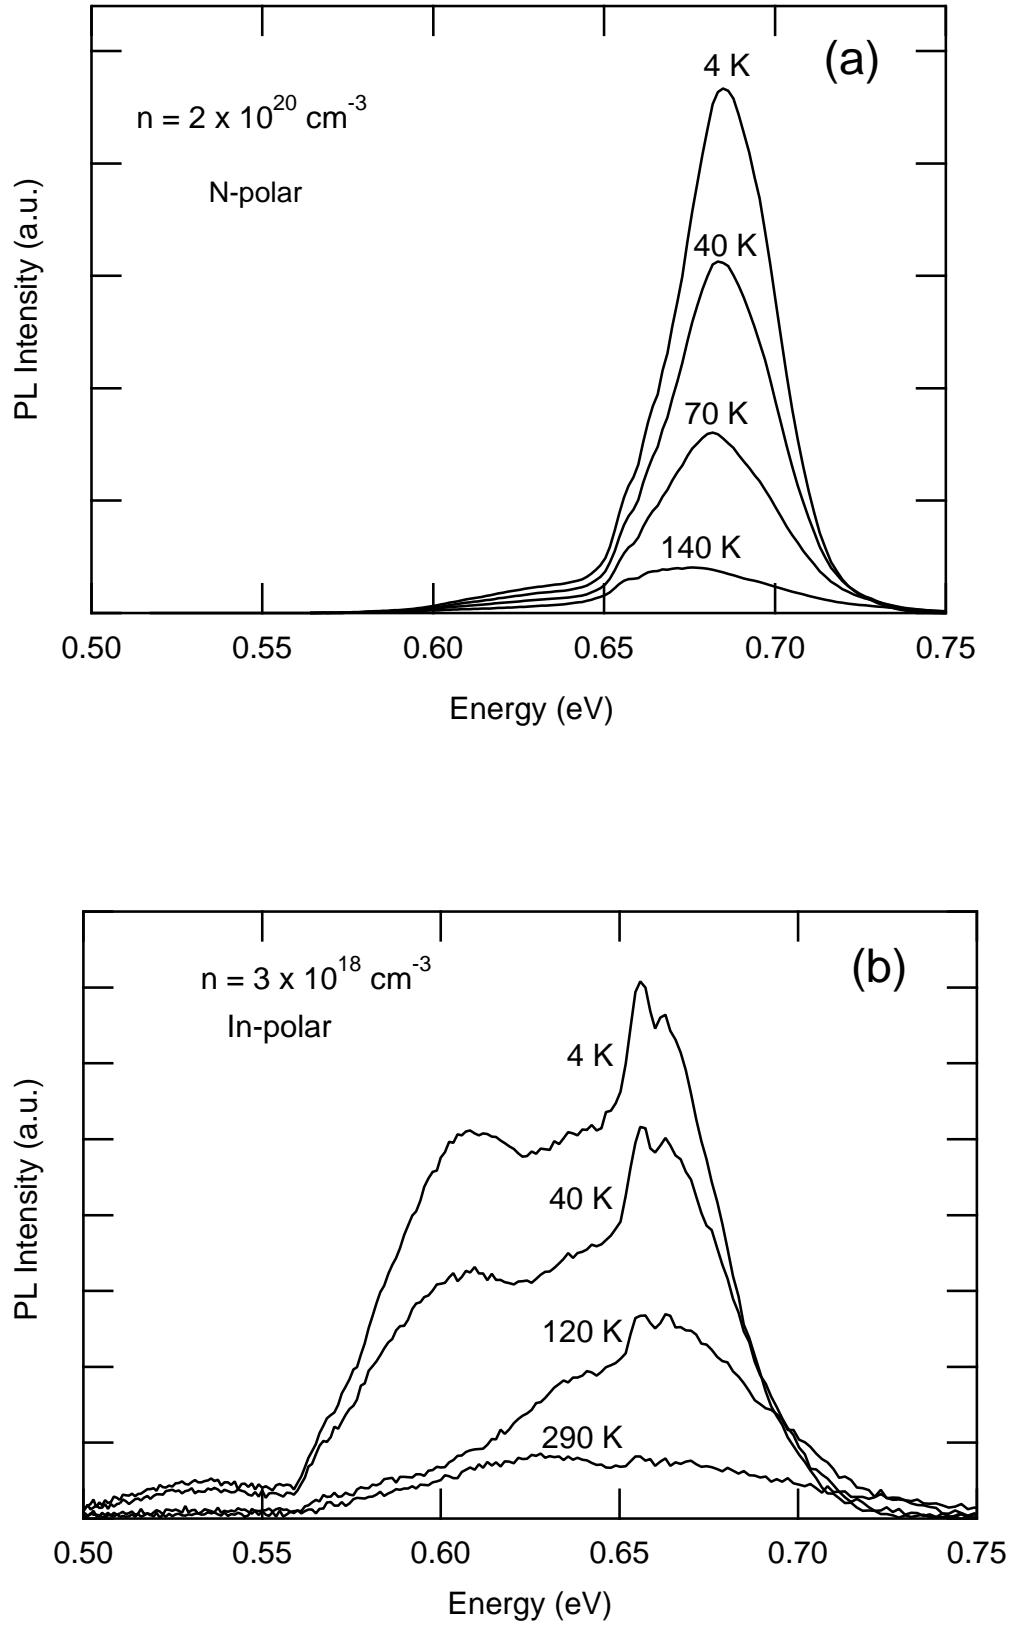 (a)
4 K
n = 2 x 10^20 cm^-3
N-polar
40 K
70 K
140 K
PL Intensity (a.u.)
0.50 0.55 0.60 0.65 0.70 0.75
Energy (eV)
(b)
n = 3 x 10^18 cm^-3
In-polar
4 K
40 K
120 K
290 K
PL Intensity (a.u.)
0.50 0.55 0.60 0.65 0.70 0.75
Energy (eV)